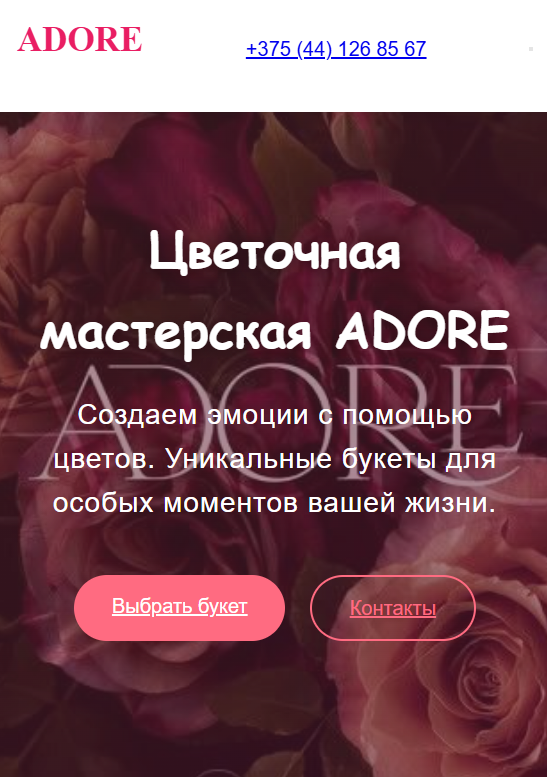 ADORE
+375 (44) 126 85 67
Цветочная
мастерская ADORE
ADORE
Создаем эмоции с помощью
цветов. Уникальные букеты для
особых моментов вашей жизни.
Выбрать букет
Контакты